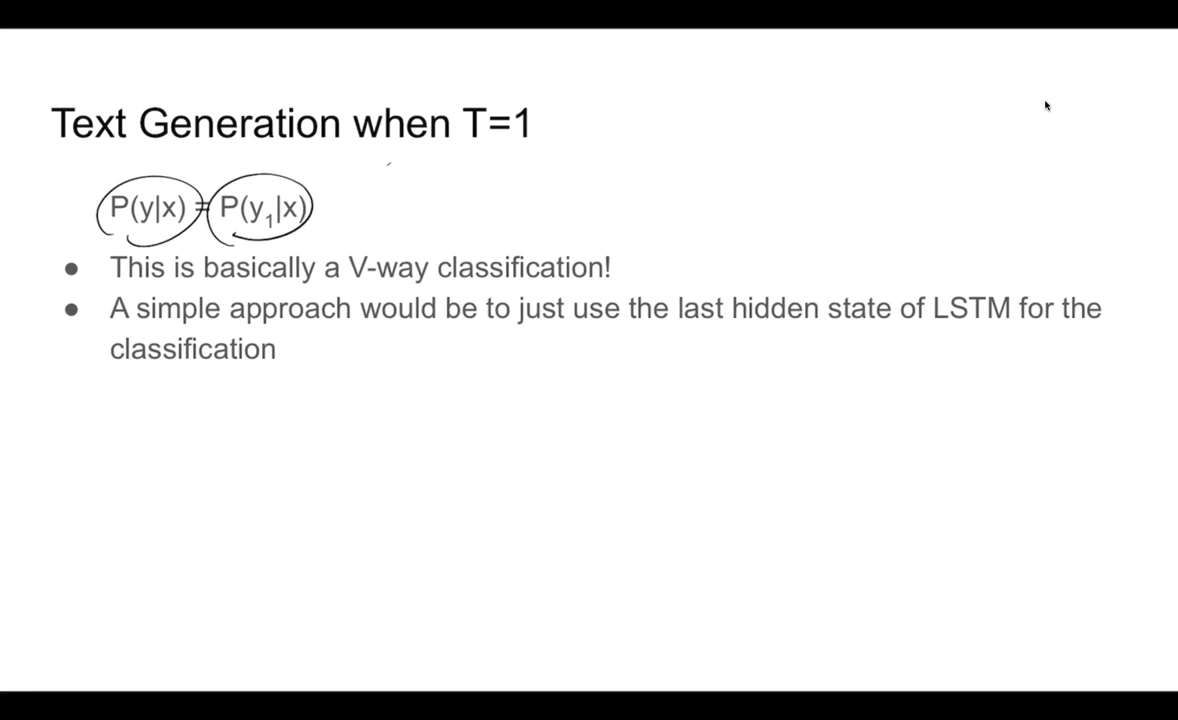 Text Generation when T=1
P(y|x) = P(y₁|x)
● This is basically a V-way classification!
● A simple approach would be to just use the last hidden state of LSTM for the
classification